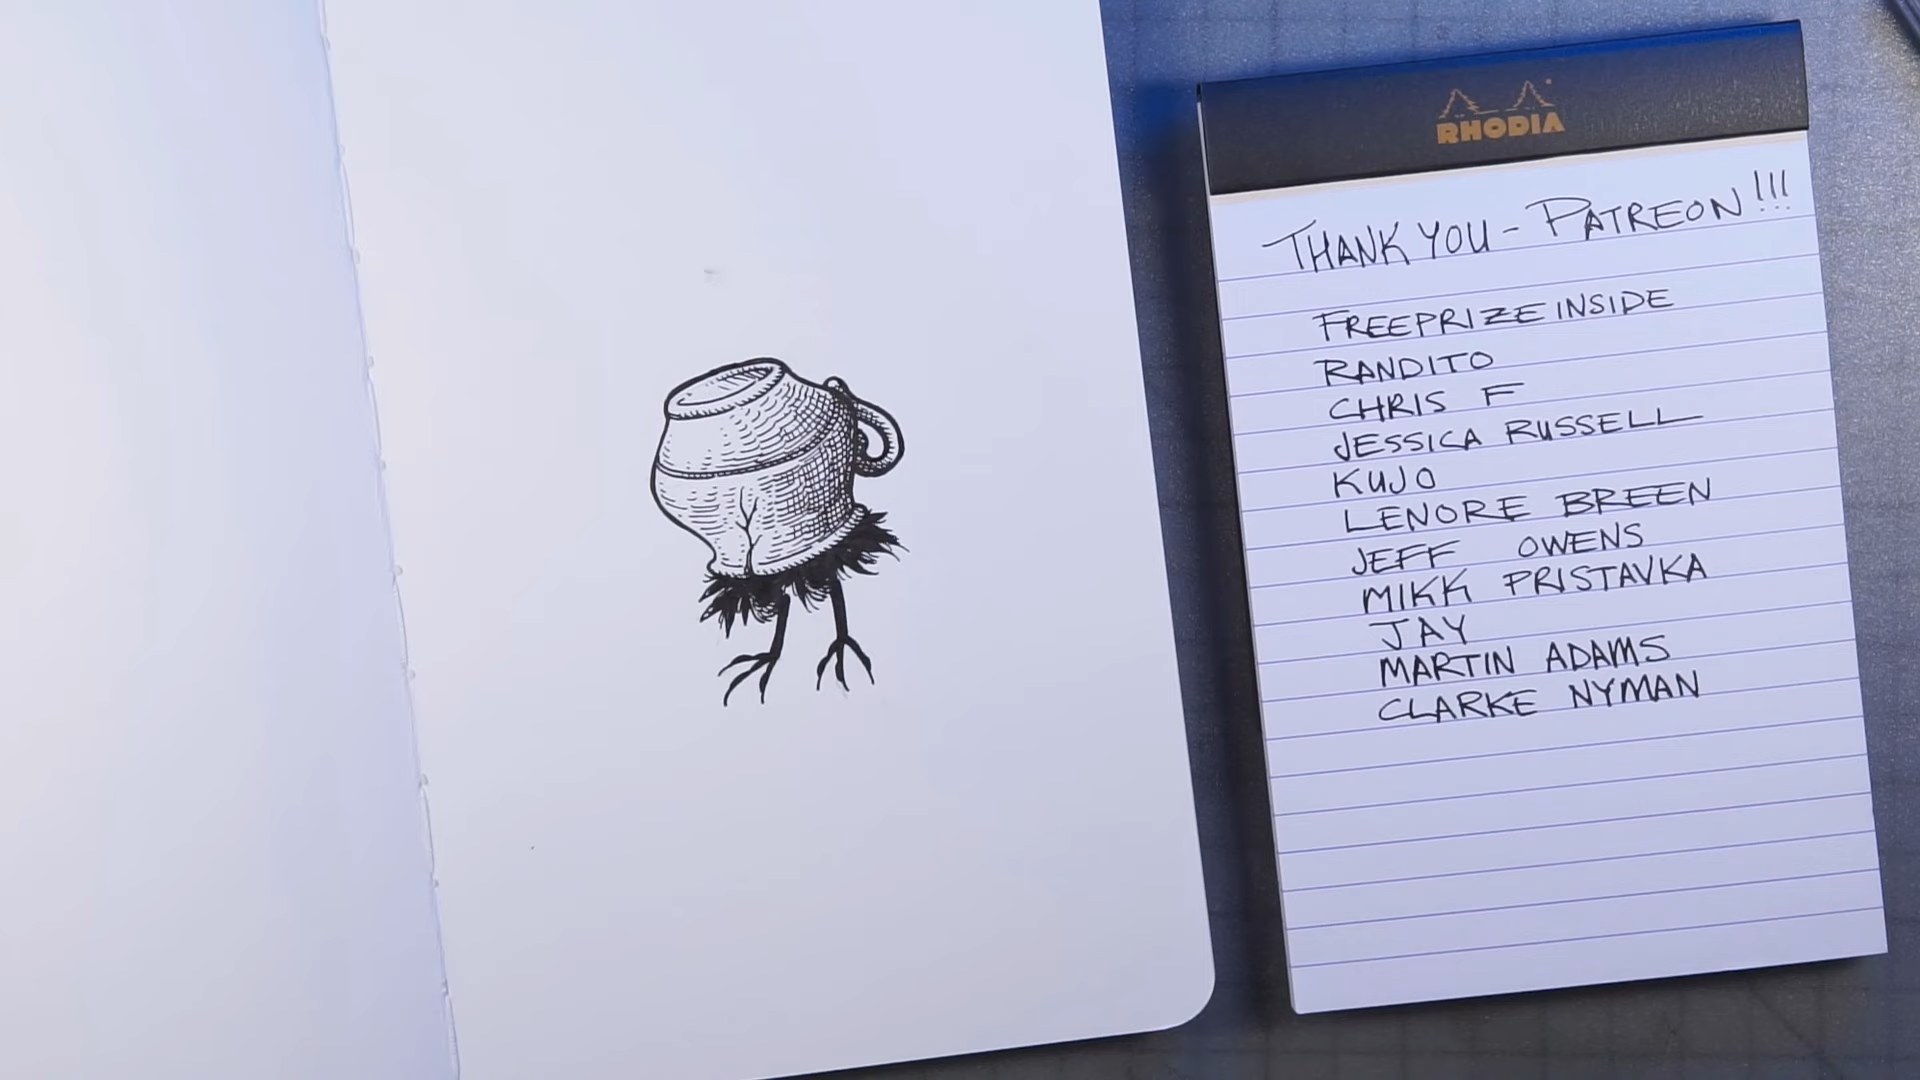 RHODIA
THANK YOU - PATREON!!!
FREEPRIZEINSIDE
RANDITO
CHRIS F
JESSICA RUSSELL
KUJO
LENORE BREEN
JEFF OWENS
MIKK PRISTAVKA
JAY
MARTIN ADAMS
CLARKE NYMAN